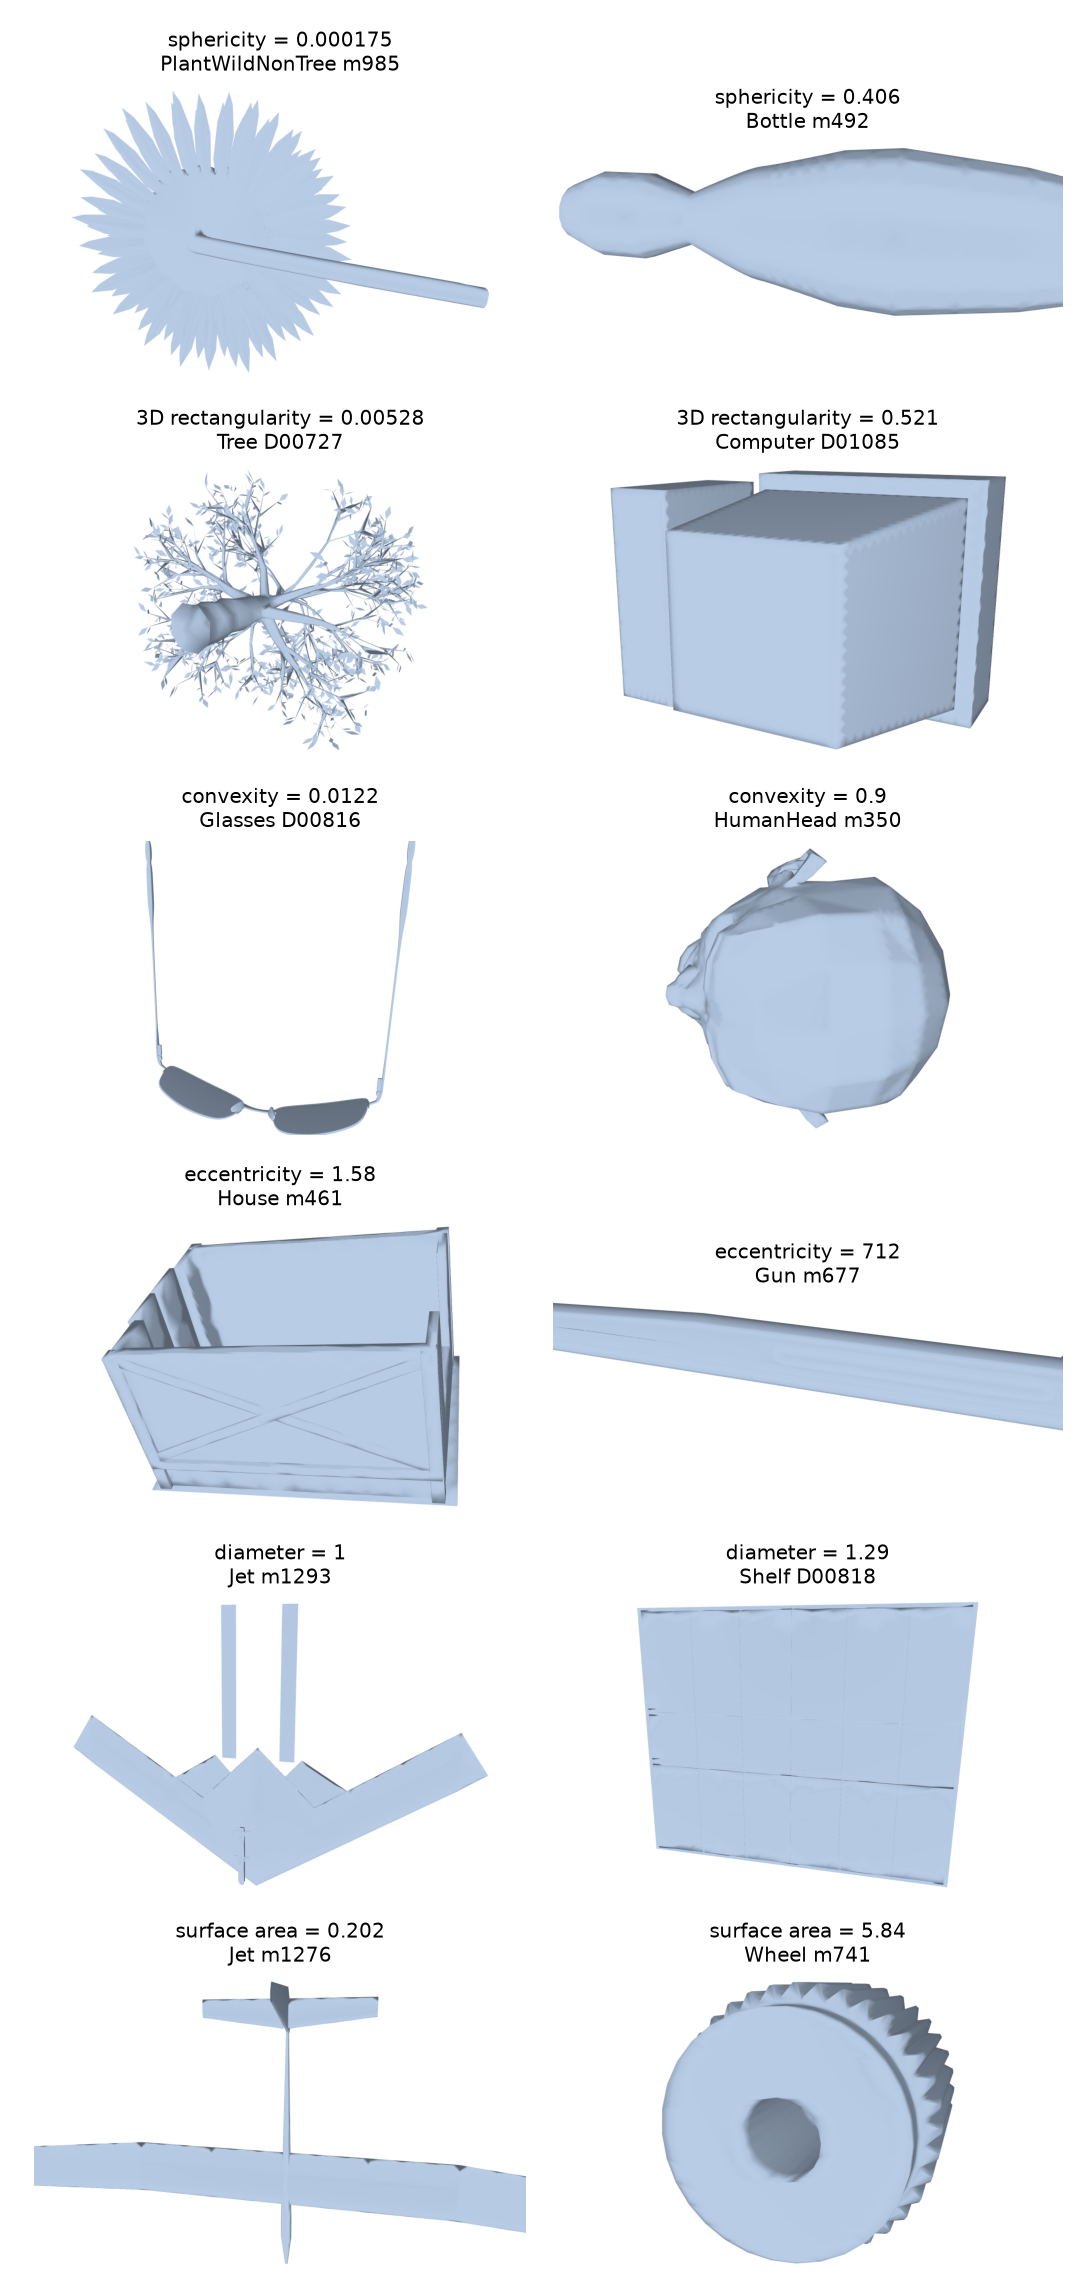 sphericity = 0.000175
PlantWildNonTree m985
sphericity = 0.406
Bottle m492
3D rectangularity = 0.00528
Tree D00727
3D rectangularity = 0.521
Computer D01085
convexity = 0.0122
Glasses D00816
convexity = 0.9
HumanHead m350
eccentricity = 1.58
House m461
eccentricity = 712
Gun m677
diameter = 1
Jet m1293
diameter = 1.29
Shelf D00818
surface area = 0.202
Jet m1276
surface area = 5.84
Wheel m741